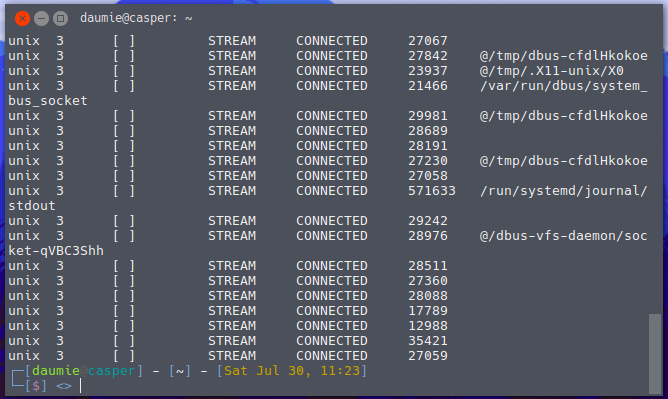 daumie@casper: ~
unix 3 [ ] STREAM CONNECTED 27067
unix 3 [ ] STREAM CONNECTED 27842 @/tmp/dbus-cfdlHkokoe
unix 3 [ ] STREAM CONNECTED 23937 @/tmp/.X11-unix/X0
unix 3 [ ] STREAM CONNECTED 21466 /var/run/dbus/system_
bus_socket
unix 3 [ ] STREAM CONNECTED 29981 @/tmp/dbus-cfdlHkokoe
unix 3 [ ] STREAM CONNECTED 28689
unix 3 [ ] STREAM CONNECTED 28191
unix 3 [ ] STREAM CONNECTED 27230 @/tmp/dbus-cfdlHkokoe
unix 3 [ ] STREAM CONNECTED 27058
unix 3 [ ] STREAM CONNECTED 571633 /run/systemd/journal/
stdout
unix 3 [ ] STREAM CONNECTED 29242
unix 3 [ ] STREAM CONNECTED 28976 @/dbus-vfs-daemon/soc
ket-qVBC3Shh
unix 3 [ ] STREAM CONNECTED 28511
unix 3 [ ] STREAM CONNECTED 27360
unix 3 [ ] STREAM CONNECTED 28088
unix 3 [ ] STREAM CONNECTED 17789
unix 3 [ ] STREAM CONNECTED 12988
unix 3 [ ] STREAM CONNECTED 35421
unix 3 [ ] STREAM CONNECTED 27059
┌─[daumie@casper] – [~] – [Sat Jul 30, 11:23]
└─[$] <>